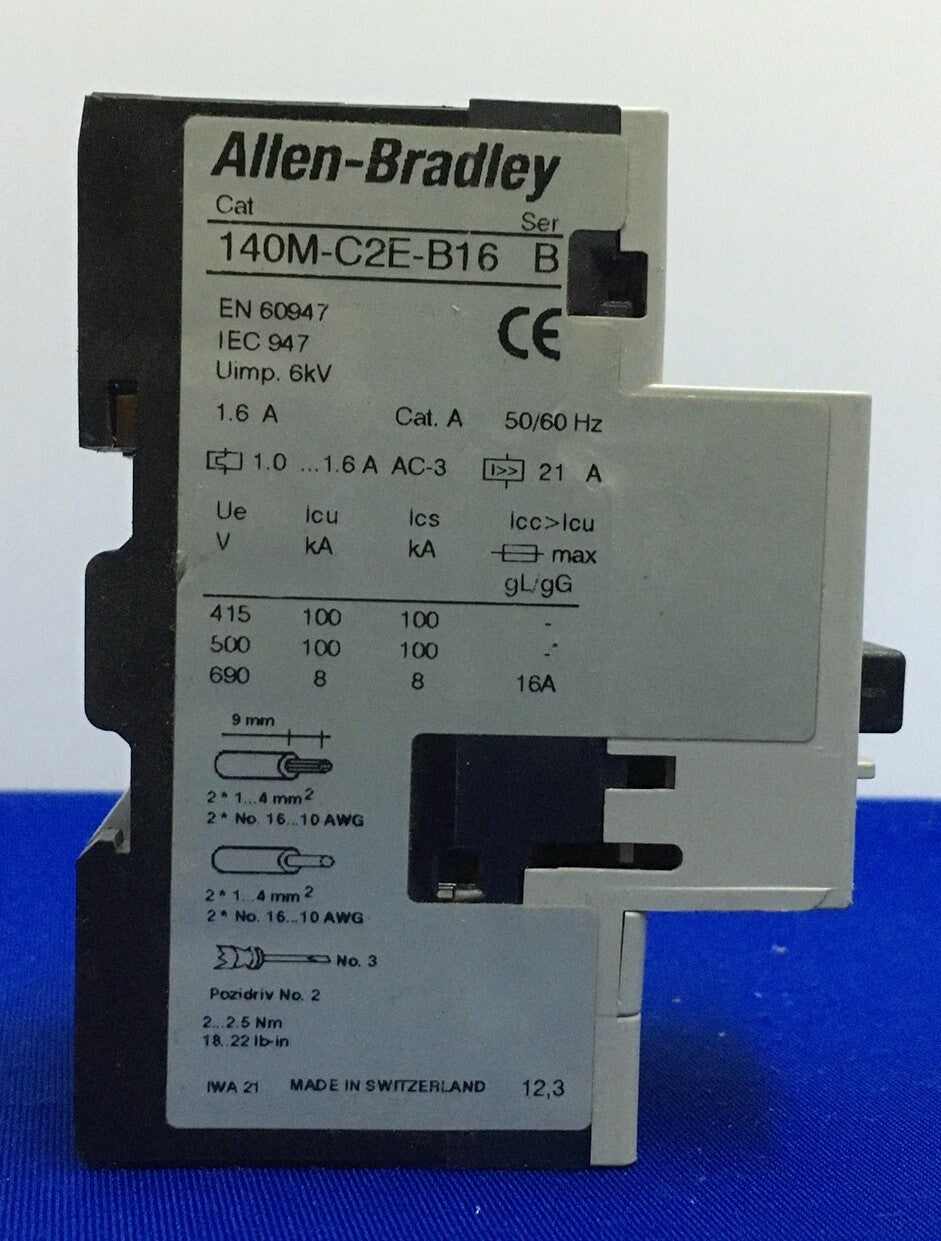 Allen-Bradley
Cat Ser
140M-C2E-B16 B
EN 60947
IEC 947
Uimp. 6kV
CE
1.6 A Cat. A 50/60 Hz
1.0 ...1.6 A AC-3 I>> 21 A
Ue Icu Ics Icc>Icu
V kA kA max
gL/gG
415 100 100 -
500 100 100 -
690 8 8 16A
9 mm
2 * 1...4 mm²
2 * No. 16...10 AWG
2 * 1...4 mm²
2 * No. 16...10 AWG
No. 3
Pozidriv No. 2
2...2.5 Nm
18..22 lb-in
IWA 21 MADE IN SWITZERLAND 12,3